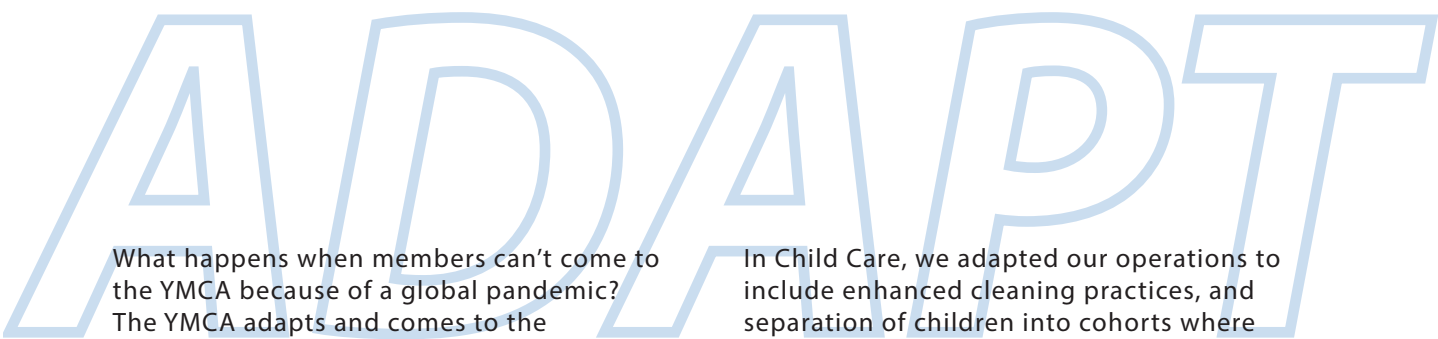 ADAPT
What happens when members can’t come to
the YMCA because of a global pandemic?
The YMCA adapts and comes to the
In Child Care, we adapted our operations to
include enhanced cleaning practices, and
separation of children into cohorts where